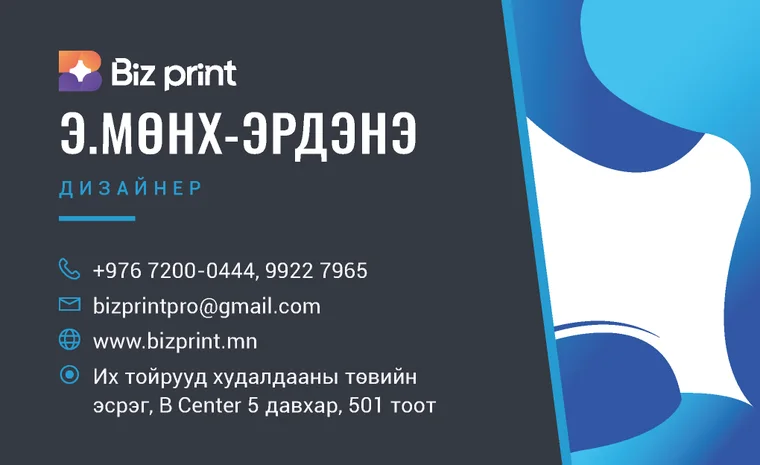 Biz print
Э.МӨНХ-ЭРДЭНЭ
ДИЗАЙНЕР
+976 7200-0444, 9922 7965
bizprintpro@gmail.com
www.bizprint.mn
Их тойрууд худалдааны төвийн
эсрэг, B Center 5 давхар, 501 тоот